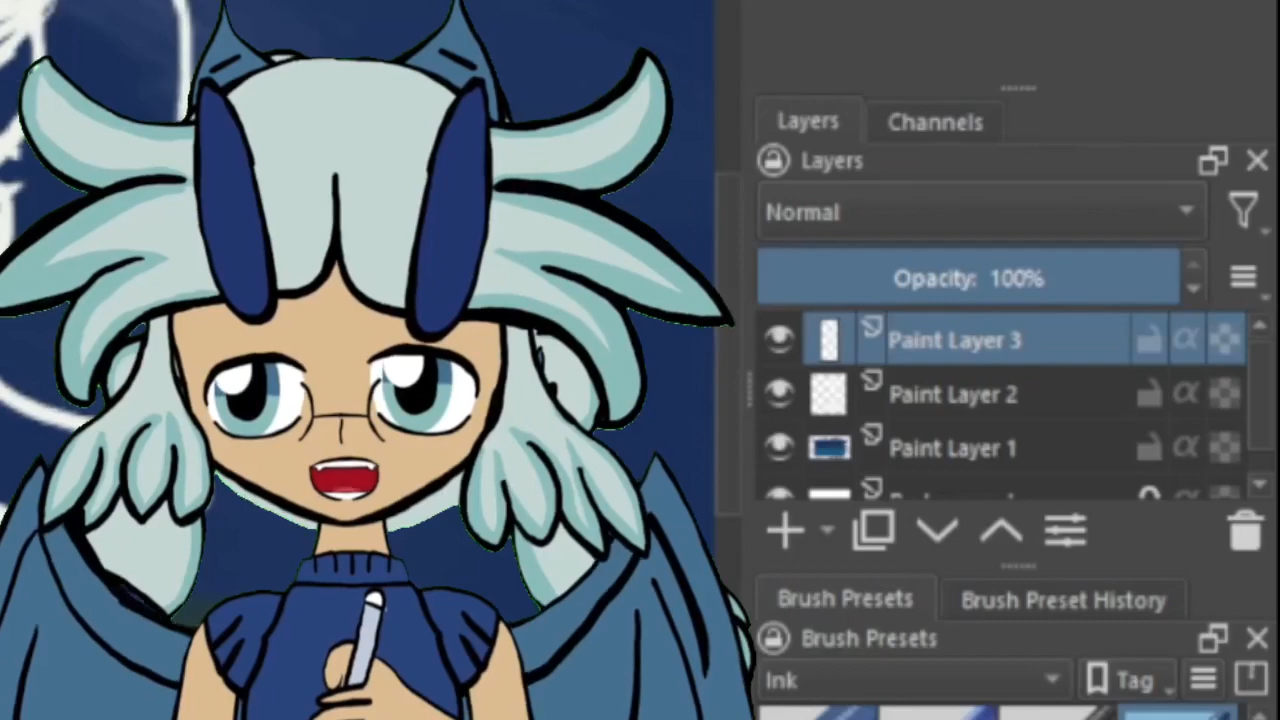 Layers
Channels
Layers
Normal
Opacity: 100%
Paint Layer 3
Paint Layer 2
Paint Layer 1
Brush Presets
Brush Preset History
Brush Presets
Ink
Tag